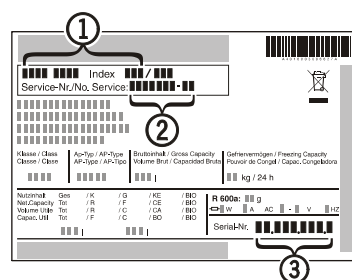 1
Index /
Service-Nr./No. Service: -
2
Klasse / Class
Classe / Clase
Ap-Typ / AP-Type
AP-Type / AP-Tipo
Bruttoinhalt / Gross Capacity
Volume Brut / Capacidad Bruta
Gefriervermögen / Freezing Capacity
Pouvoir de Congel / Capac. Congeladora
kg / 24 h
Nutzinhalt Ges / K / G / KE / BIO
Net.Capacity Tot / R / F / CE / BIO
Volume Utile Tot / R / C / CA / BIO
Capac. Util Tot / R / C / BO / BIO
R 600a: g
W A AC - V HZ
Serial-Nr.
3